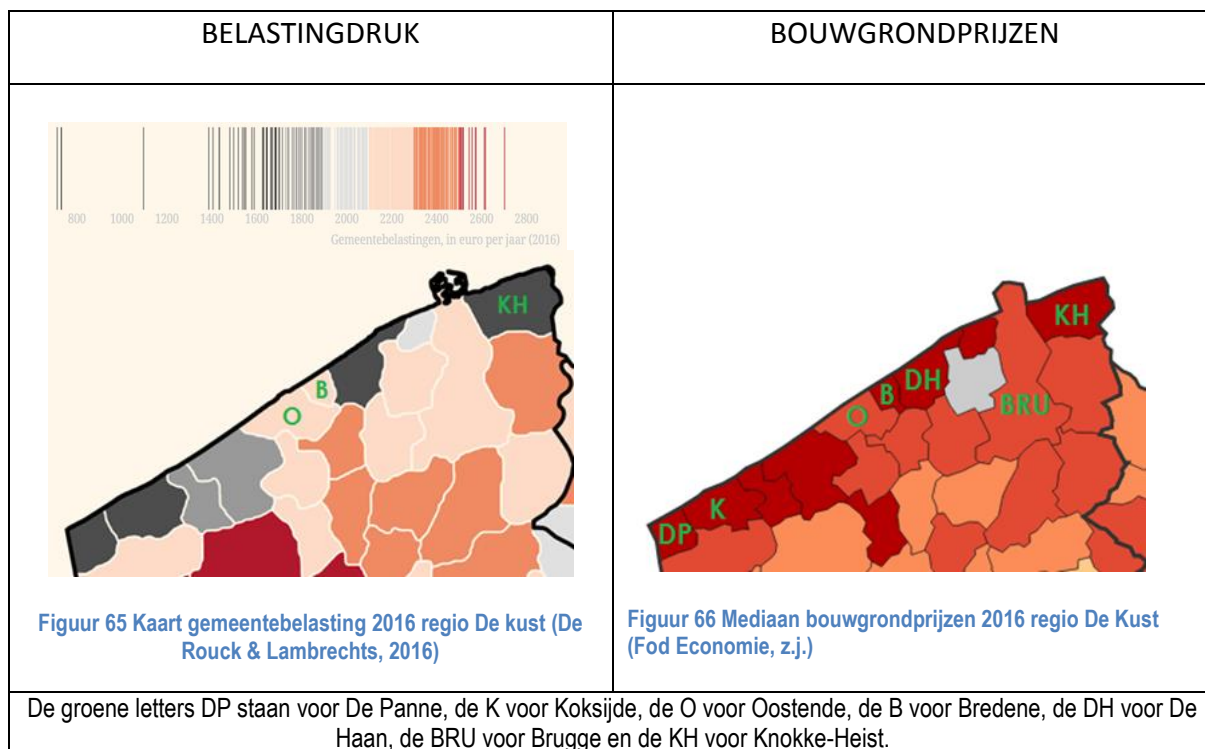 BELASTINGDRUK
BOUWGRONDPRIJZEN
800 1000 1200 1400 1600 1800 2000 2200 2400 2600 2800
Gemeentebelastingen, in euro per jaar (2016)
KH
B
O
Figuur 65 Kaart gemeentebelasting 2016 regio De kust (De
Rouck & Lambrechts, 2016)
KH
DH
B
BRU
O
K
DP
Figuur 66 Mediaan bouwgrondprijzen 2016 regio De Kust
(Fod Economie, z.j.)
De groene letters DP staan voor De Panne, de K voor Koksijde, de O voor Oostende, de B voor Bredene, de DH voor De
Haan, de BRU voor Brugge en de KH voor Knokke-Heist.